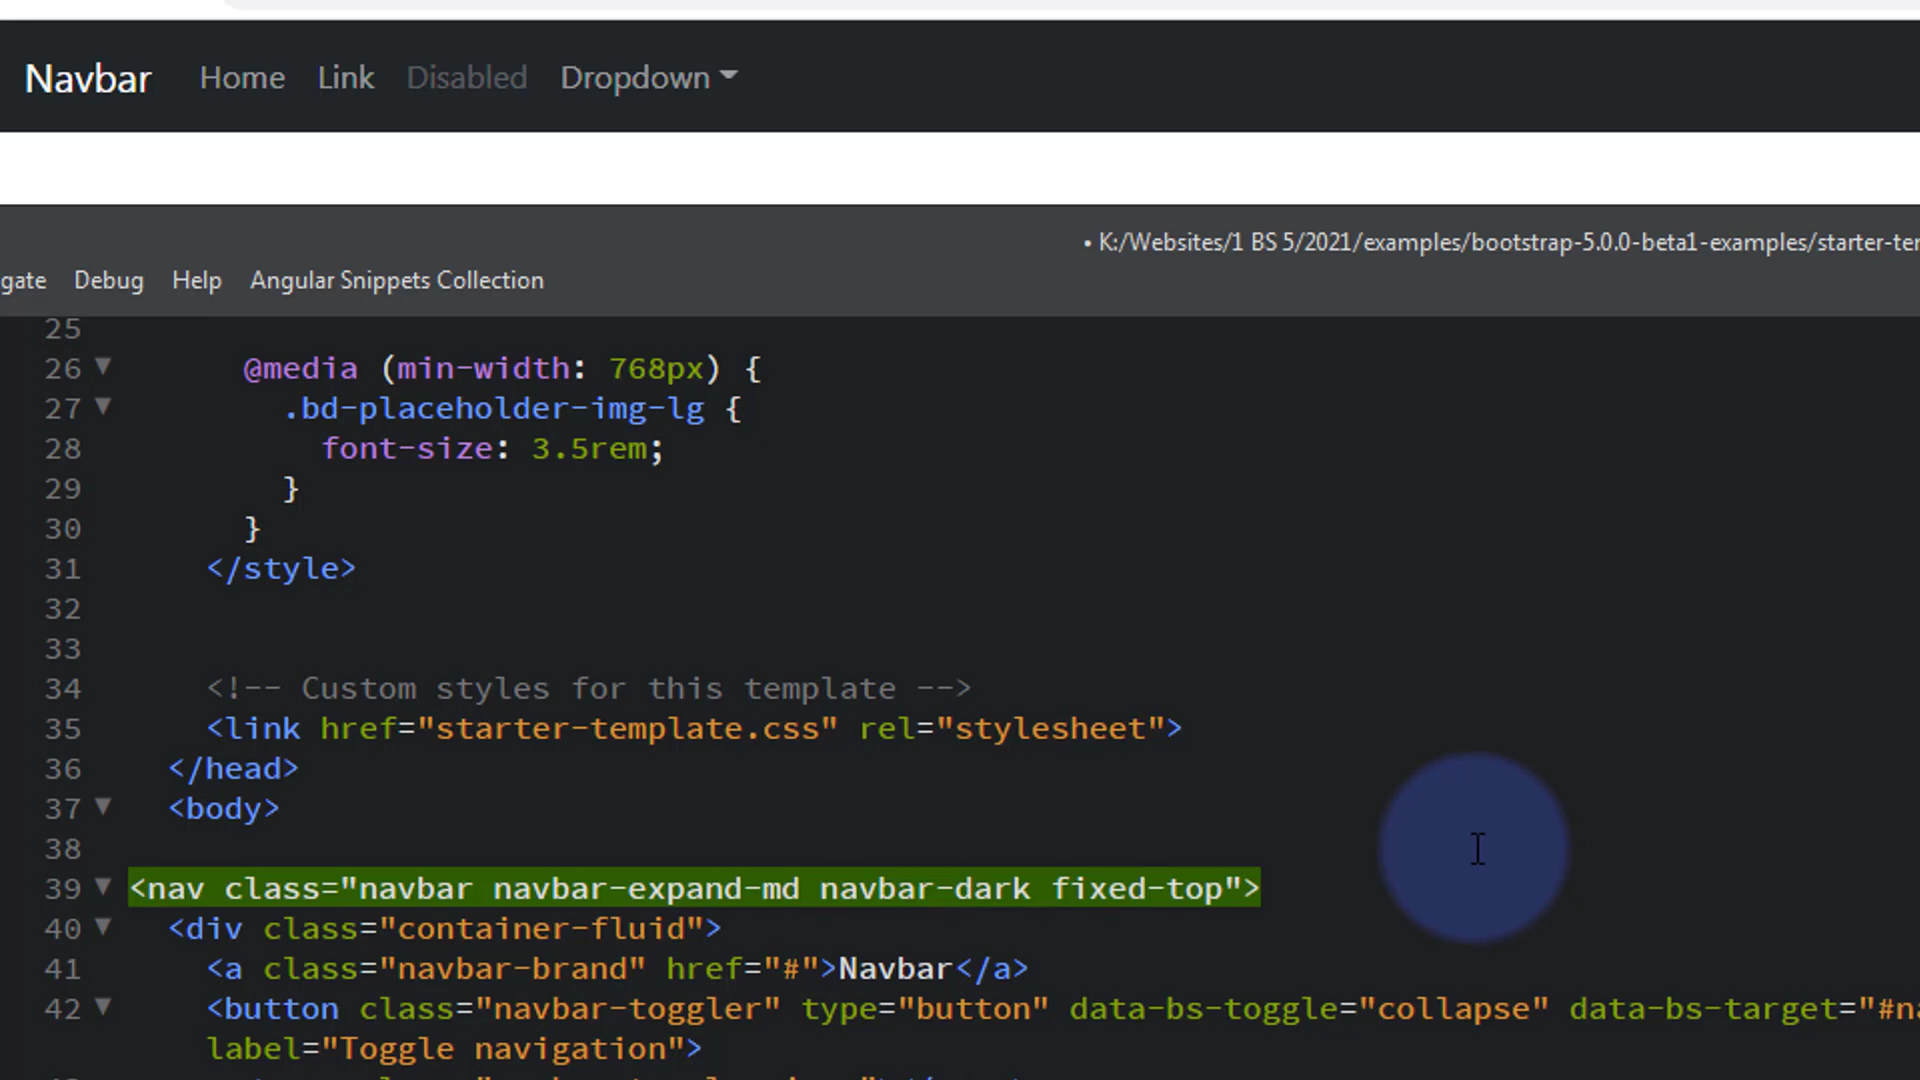 Navbar Home Link Disabled Dropdown
• K:/Websites/1 BS 5/2021/examples/bootstrap-5.0.0-beta1-examples/starter-ter
gate Debug Help Angular Snippets Collection
25
26 @media (min-width: 768px) {
27 .bd-placeholder-img-lg {
28 font-size: 3.5rem;
29 }
30 }
31 </style>
32
33
34 <!-- Custom styles for this template -->
35 <link href="starter-template.css" rel="stylesheet">
36 </head>
37 <body>
38
39 <nav class="navbar navbar-expand-md navbar-dark fixed-top">
40 <div class="container-fluid">
41 <a class="navbar-brand" href="#">Navbar</a>
42 <button class="navbar-toggler" type="button" data-bs-toggle="collapse" data-bs-target="#na
label="Toggle navigation">